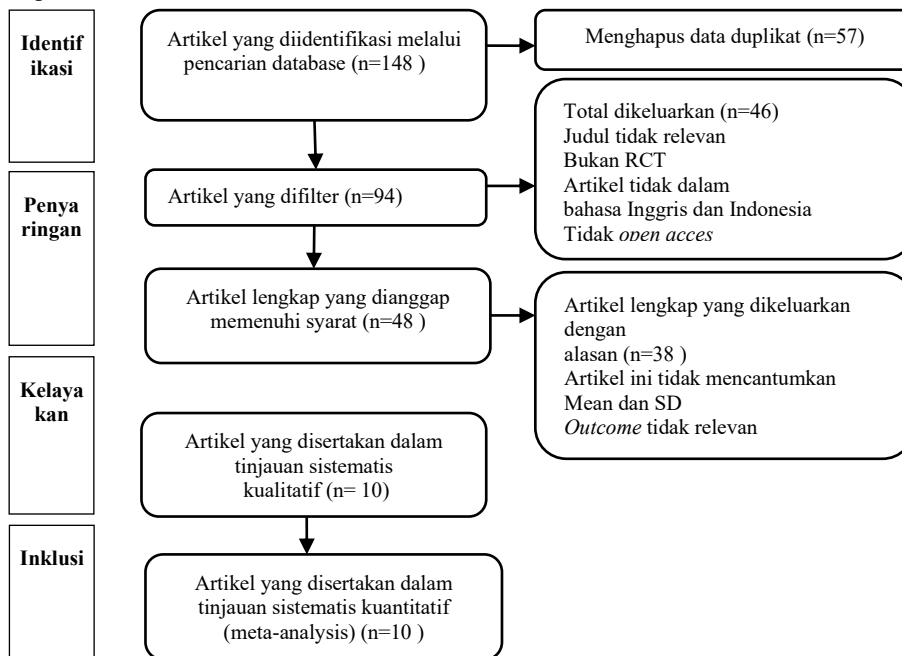 Identif
ikasi
Artikel yang diidentifikasi melalui
pencarian database (n=148 )
Menghapus data duplikat (n=57)
Total dikeluarkan (n=46)
Judul tidak relevan
Bukan RCT
Artikel tidak dalam
bahasa Inggris dan Indonesia
Tidak open acces
Penya
ringan
Artikel yang difilter (n=94)
Artikel lengkap yang dianggap
memenuhi syarat (n=48 )
Artikel lengkap yang dikeluarkan
dengan
alasan (n=38 )
Artikel ini tidak mencantumkan
Mean dan SD
Outcome tidak relevan
Kelaya
kan
Artikel yang disertakan dalam
tinjauan sistematis
kualitatif (n= 10)
Inklusi
Artikel yang disertakan dalam
tinjauan sistematis kuantitatif
(meta-analysis) (n=10 )